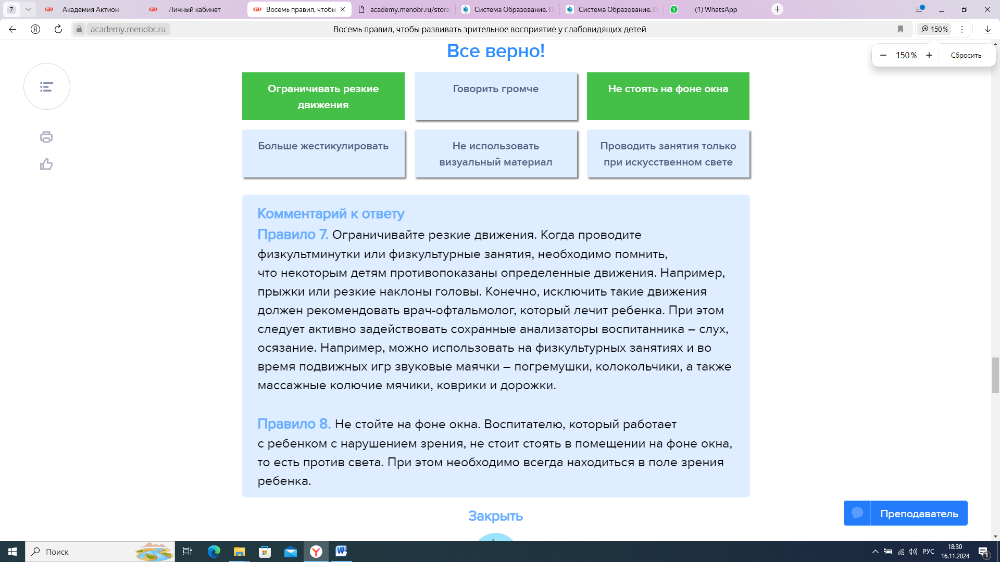 7
Академия Актион
Личный кабинет
Восемь правил, чтобы
academy.menobr.ru/stora
Система Образование. П
Система Образование. П
1
(1) WhatsApp
academy.menobr.ru
Восемь правил, чтобы развивать зрительное восприятие у слабовидящих детей
150 %
150 %
Сбросить
Все верно!
Ограничивать резкие
движения
Говорить громче
Не стоять на фоне окна
Больше жестикулировать
Не использовать
визуальный материал
Проводить занятия только
при искусственном свете
Комментарий к ответу
Правило 7. Ограничивайте резкие движения. Когда проводите
физкультминутки или физкультурные занятия, необходимо помнить,
что некоторым детям противопоказаны определенные движения. Например,
прыжки или резкие наклоны головы. Конечно, исключить такие движения
должен рекомендовать врач-офтальмолог, который лечит ребенка. При этом
следует активно задействовать сохранные анализаторы воспитанника – слух,
осязание. Например, можно использовать на физкультурных занятиях и во
время подвижных игр звуковые маячки – погремушки, колокольчики, а также
массажные колючие мячики, коврики и дорожки.
Правило 8. Не стойте на фоне окна. Воспитателю, который работает
с ребенком с нарушением зрения, не стоит стоять в помещении на фоне окна,
то есть против света. При этом необходимо всегда находиться в поле зрения
ребенка.
Закрыть
Преподаватель
Поиск
РУС
18:30
16.11.2024
1